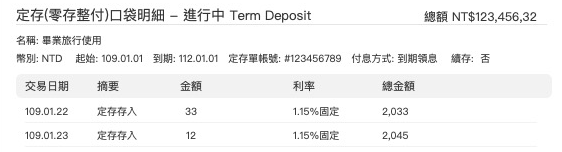 定存(零存整付)口袋明細 – 進行中 Term Deposit 總額 NT$123,456,32
名稱: 畢業旅行使用
幣別: NTD 起始: 109.01.01 到期: 112.01.01 定存單帳號: #123456789 付息方式: 到期領息 續存: 否
交易日期 摘要 金額 利率 總金額
109.01.22 定存存入 33 1.15%固定 2,033
109.01.23 定存存入 12 1.15%固定 2,045